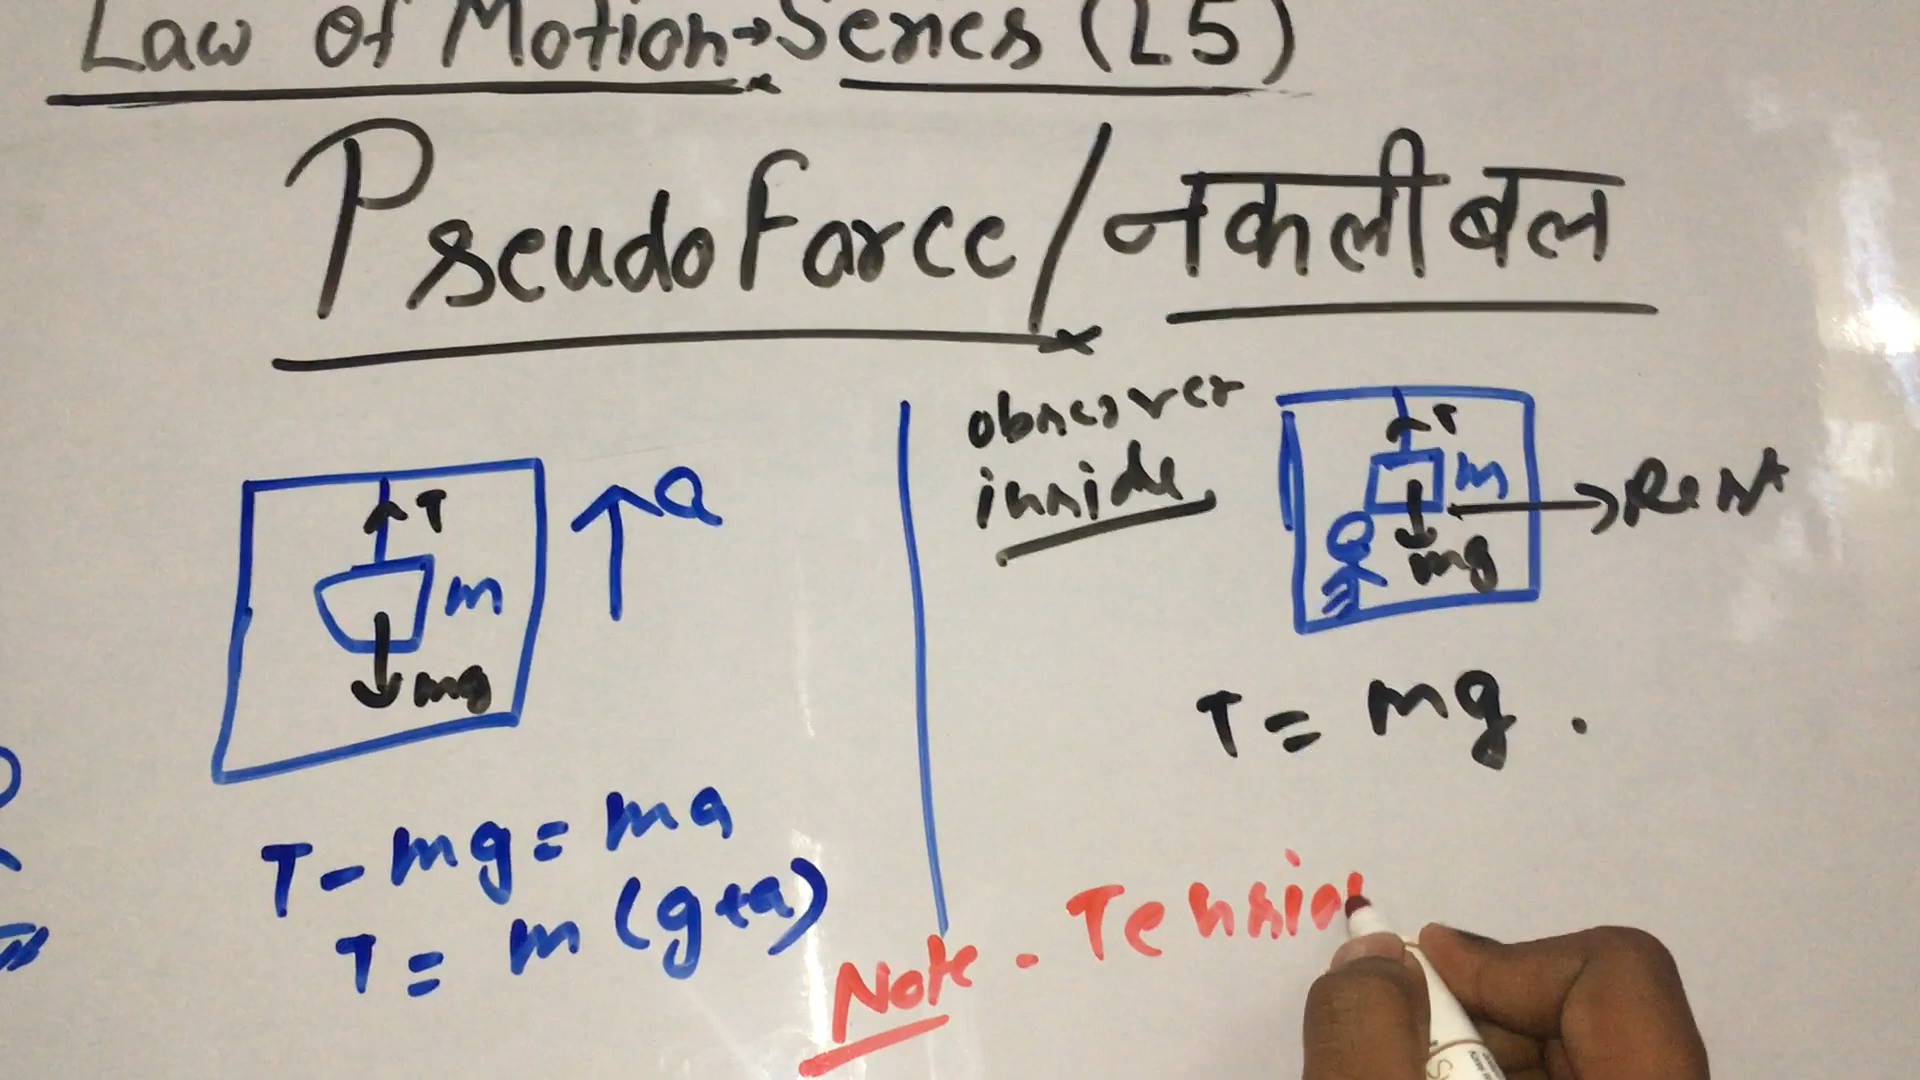 Law of Motion→Series (L5)
Pseudo Force / नकली बल
T
m
mg
a
T - mg = ma
T = m (g+a)
observer
inside
T
m
mg
Rest
T = mg .
Note - Tension